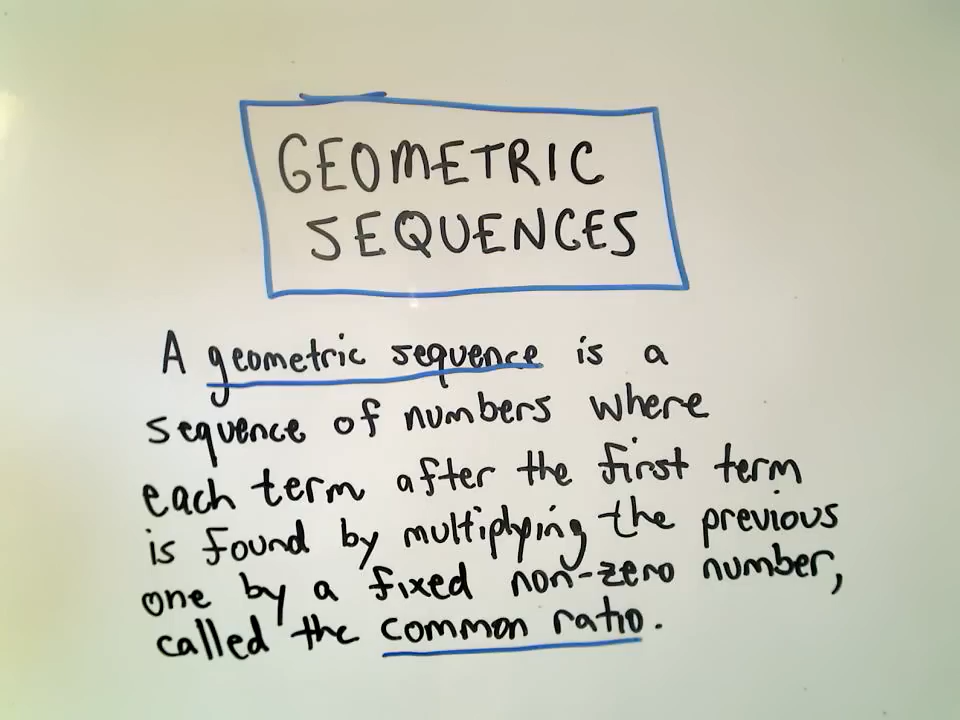 GEOMETRIC
SEQUENCES
A geometric sequence is a
sequence of numbers where
each term after the first term
is found by multiplying the previous
one by a fixed non-zero number,
called the common ratio.